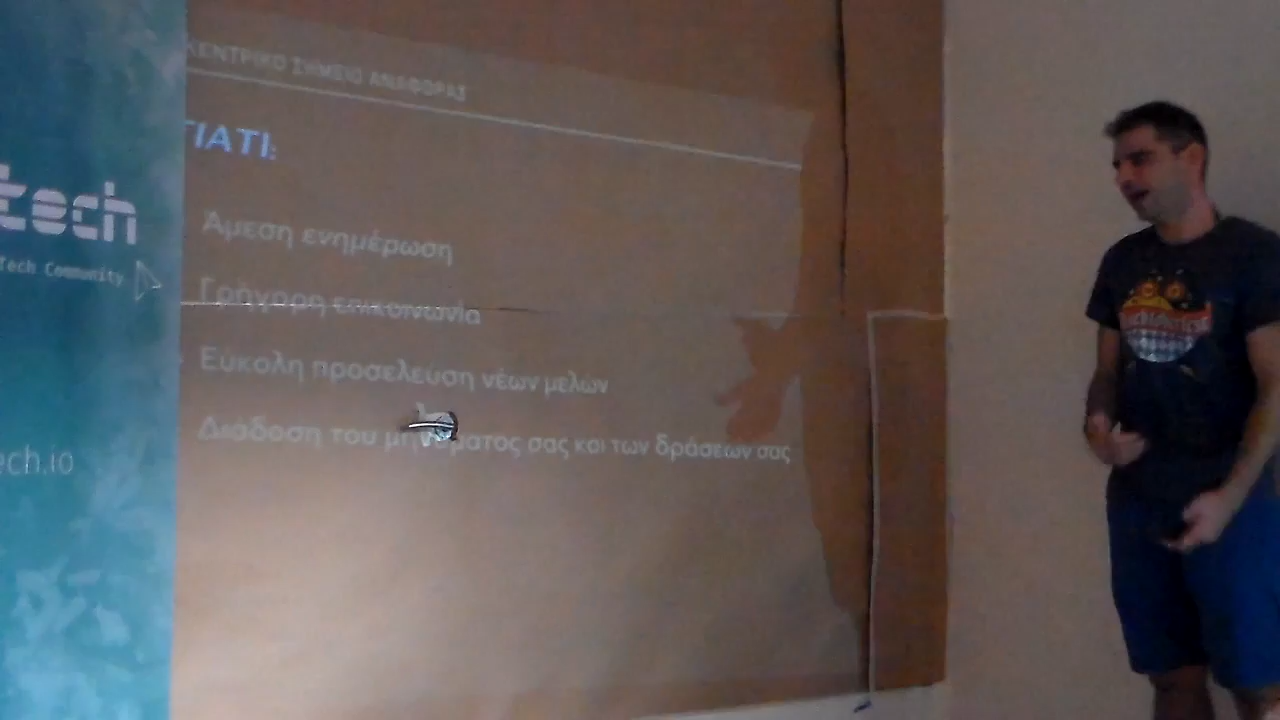 ΚΕΝΤΡΙΚΟ ΣΗΜΕΙΟ ΑΝΑΦΟΡΑΣ
ΓΙΑΤΙ:
Άμεση ενημέρωση
Γρήγορη επικοινωνία
Εύκολη προσέλευση νέων μελών
Διάδοση του μηνύματος σας και των δράσεων σας
tech
Tech Community
ech.io